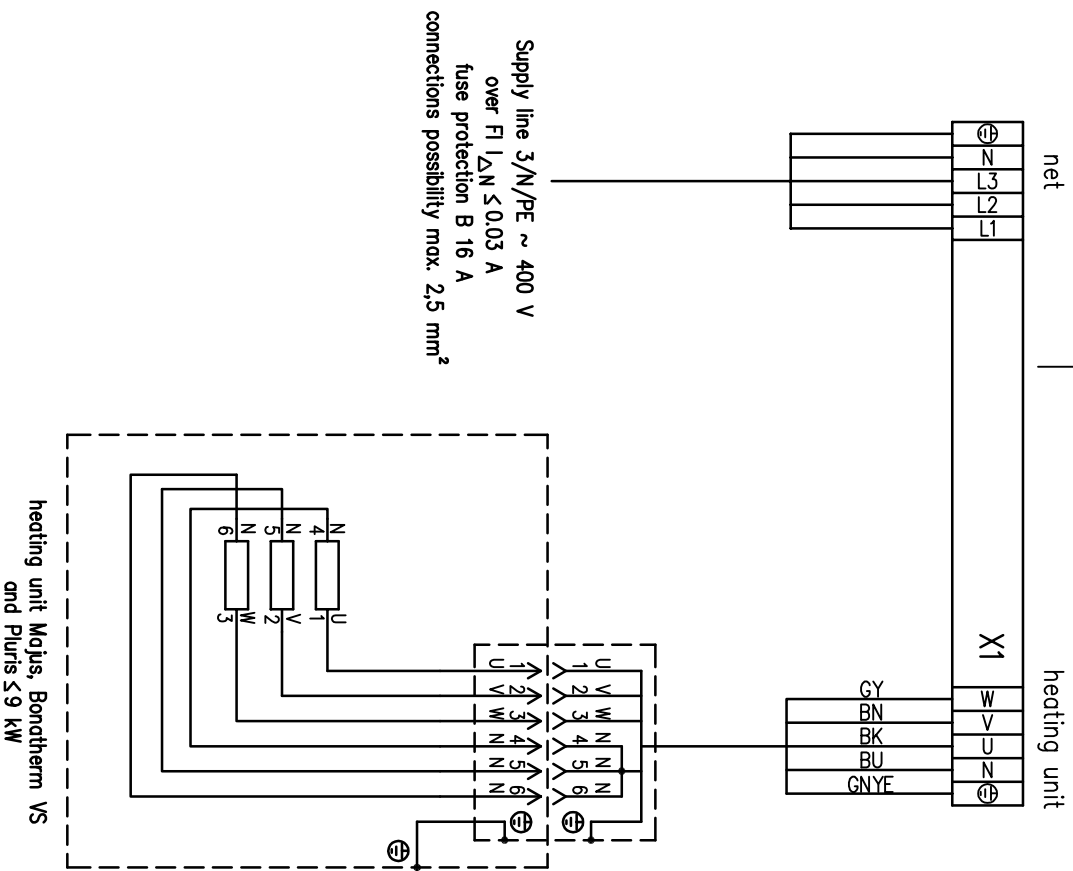 net
heating unit
⏚
N
L3
L2
L1
X1
W
V
U
N
⏚
GY
BN
BK
BU
GNYE
Supply line 3/N/PE ~ 400 V
over FI I△N ≤0.03 A
fuse protection B 16 A
connections possibility max. 2,5 mm²
N 4
N 5
N 6
U 1
V 2
W 3
U 1
V 2
W 3
N 4
N 5
N 6
1 U
2 V
3 W
4 N
5 N
6 N
⏚
⏚
⏚
heating unit Majus, Bonatherm VS
and Pluris ≤9 kW